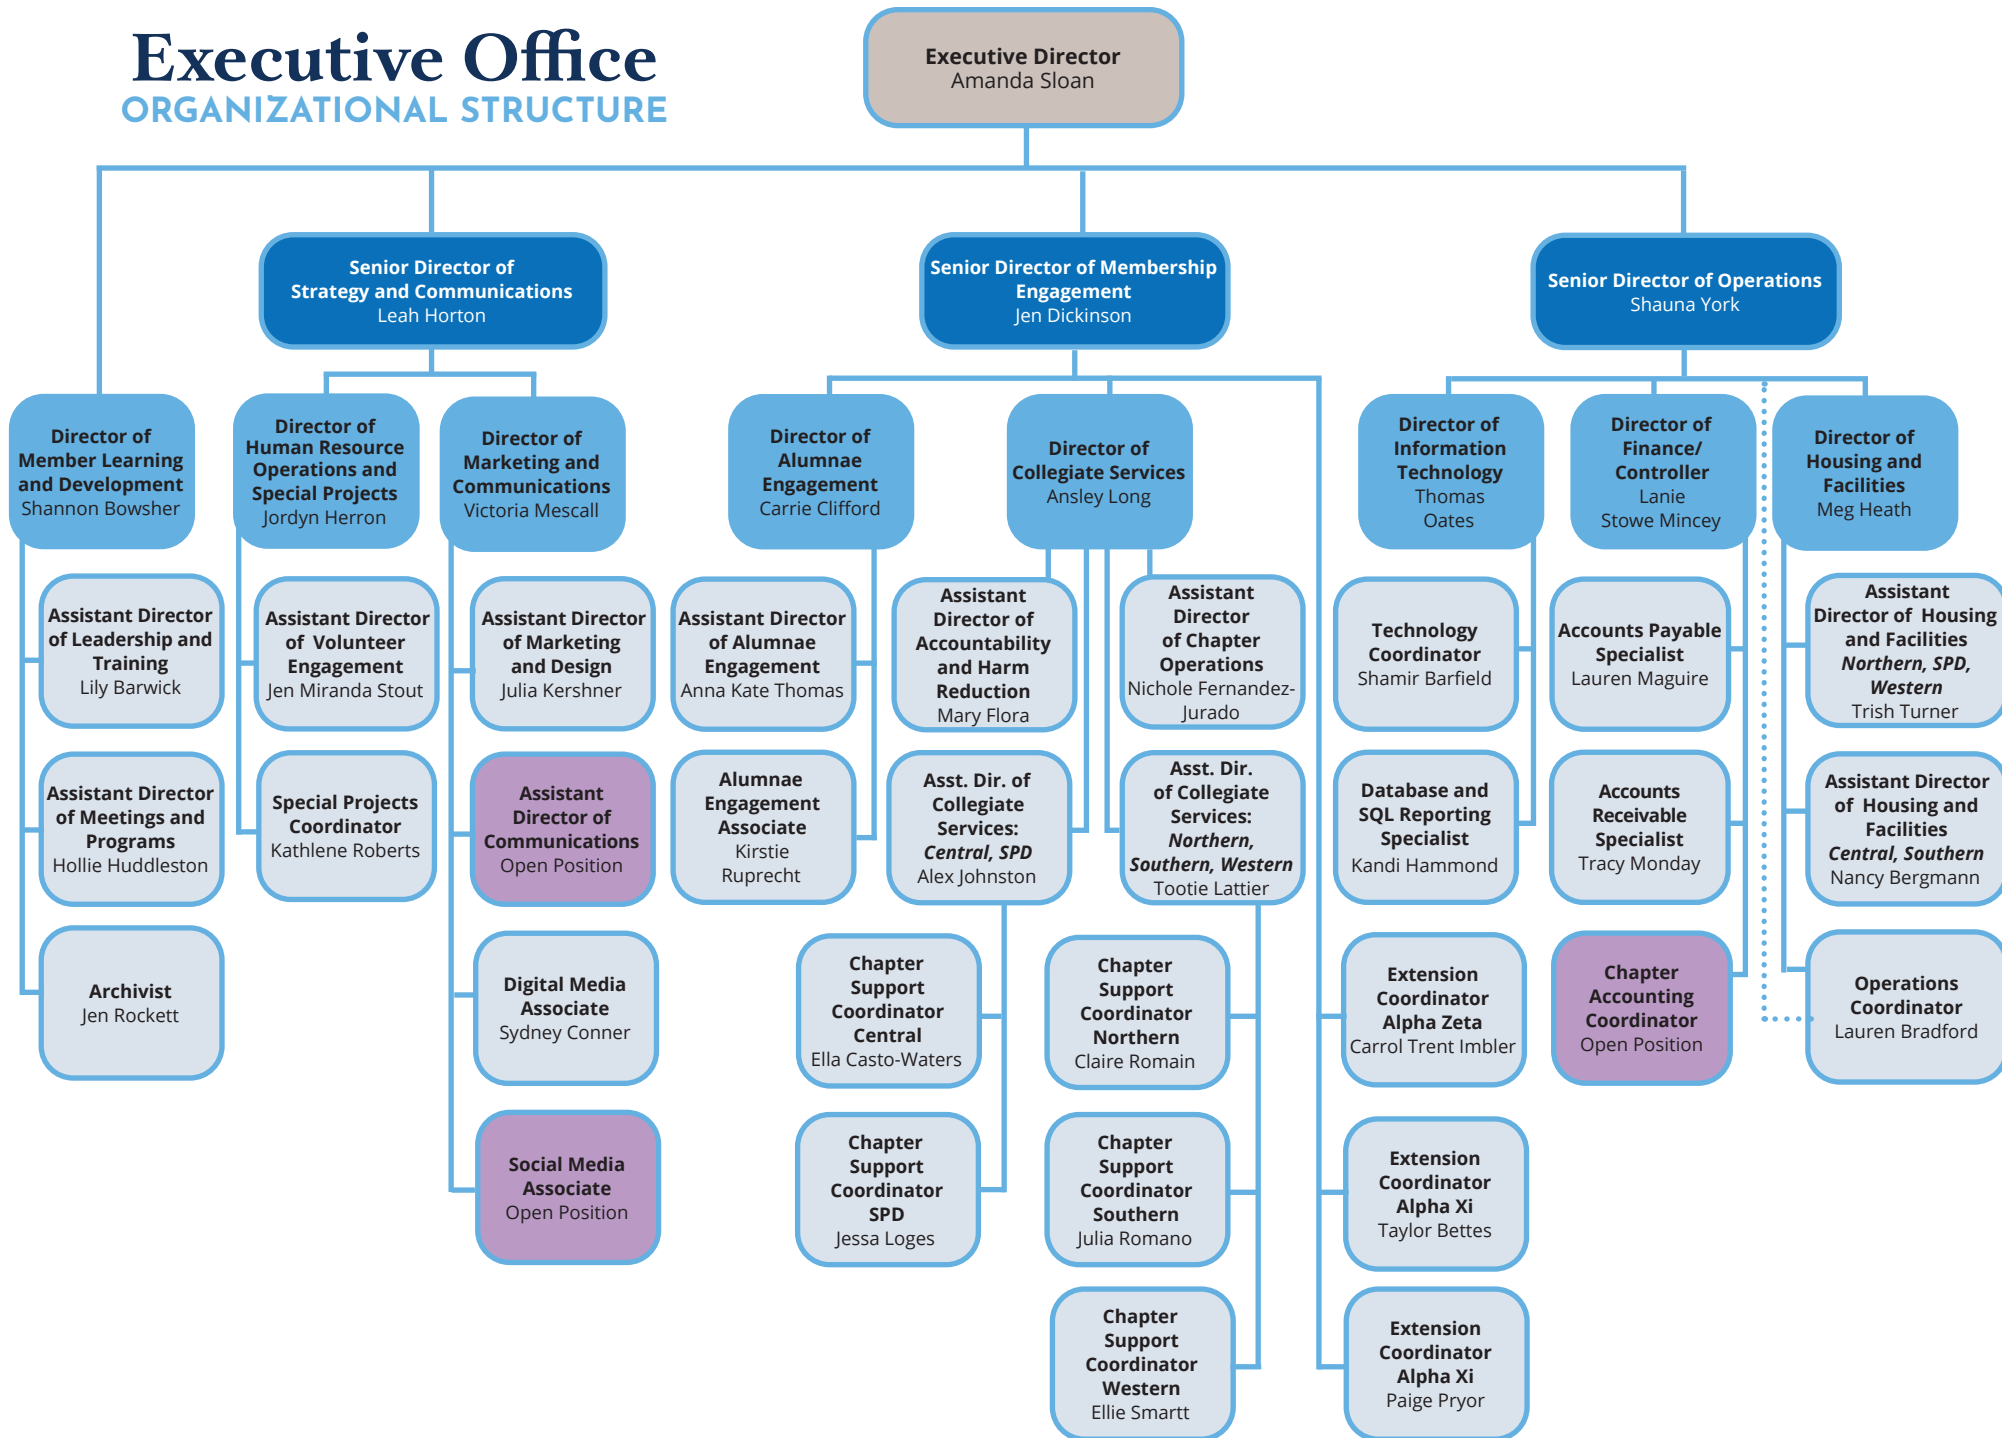 Executive Office
ORGANIZATIONAL STRUCTURE
Executive Director
Amanda Sloan
Senior Director of
Strategy and Communications
Leah Horton
Senior Director of Membership
Engagement
Jen Dickinson
Senior Director of Operations
Shauna York
Director of
Member Learning
and Development
Shannon Bowsher
Director of
Human Resource
Operations and
Special Projects
Jordyn Herron
Director of
Marketing and
Communications
Victoria Mescall
Director of
Alumnae
Engagement
Carrie Clifford
Director of
Collegiate Services
Ansley Long
Director of
Information
Technology
Thomas
Oates
Director of
Finance/
Controller
Lanie
Stowe Mincey
Director of
Housing and
Facilities
Meg Heath
Assistant Director
of Leadership and
Training
Lily Barwick
Assistant Director
of Volunteer
Engagement
Jen Miranda Stout
Assistant Director
of Marketing
and Design
Julia Kershner
Assistant Director
of Alumnae
Engagement
Anna Kate Thomas
Assistant
Director of
Accountability
and Harm
Reduction
Mary Flora
Assistant
Director
of Chapter
Operations
Nichole Fernandez-
Jurado
Technology
Coordinator
Shamir Barfield
Accounts Payable
Specialist
Lauren Maguire
Assistant
Director of Housing
and Facilities
Northern, SPD,
Western
Trish Turner
Assistant Director
of Meetings and
Programs
Hollie Huddleston
Special Projects
Coordinator
Kathlene Roberts
Assistant
Director of
Communications
Open Position
Alumnae
Engagement
Associate
Kirstie
Ruprecht
Asst. Dir. of
Collegiate
Services:
Central, SPD
Alex Johnston
Asst. Dir.
of Collegiate
Services:
Northern,
Southern, Western
Tootie Lattier
Database and
SQL Reporting
Specialist
Kandi Hammond
Accounts
Receivable
Specialist
Tracy Monday
Assistant Director
of Housing and
Facilities
Central, Southern
Nancy Bergmann
Archivist
Jen Rockett
Digital Media
Associate
Sydney Conner
Chapter
Support
Coordinator
Central
Ella Casto-Waters
Chapter
Support
Coordinator
Northern
Claire Romain
Extension
Coordinator
Alpha Zeta
Carrol Trent Imbler
Chapter
Accounting
Coordinator
Open Position
Operations
Coordinator
Lauren Bradford
Social Media
Associate
Open Position
Chapter
Support
Coordinator
SPD
Jessa Loges
Chapter
Support
Coordinator
Southern
Julia Romano
Extension
Coordinator
Alpha Xi
Taylor Bettes
Chapter
Support
Coordinator
Western
Ellie Smartt
Extension
Coordinator
Alpha Xi
Paige Pryor